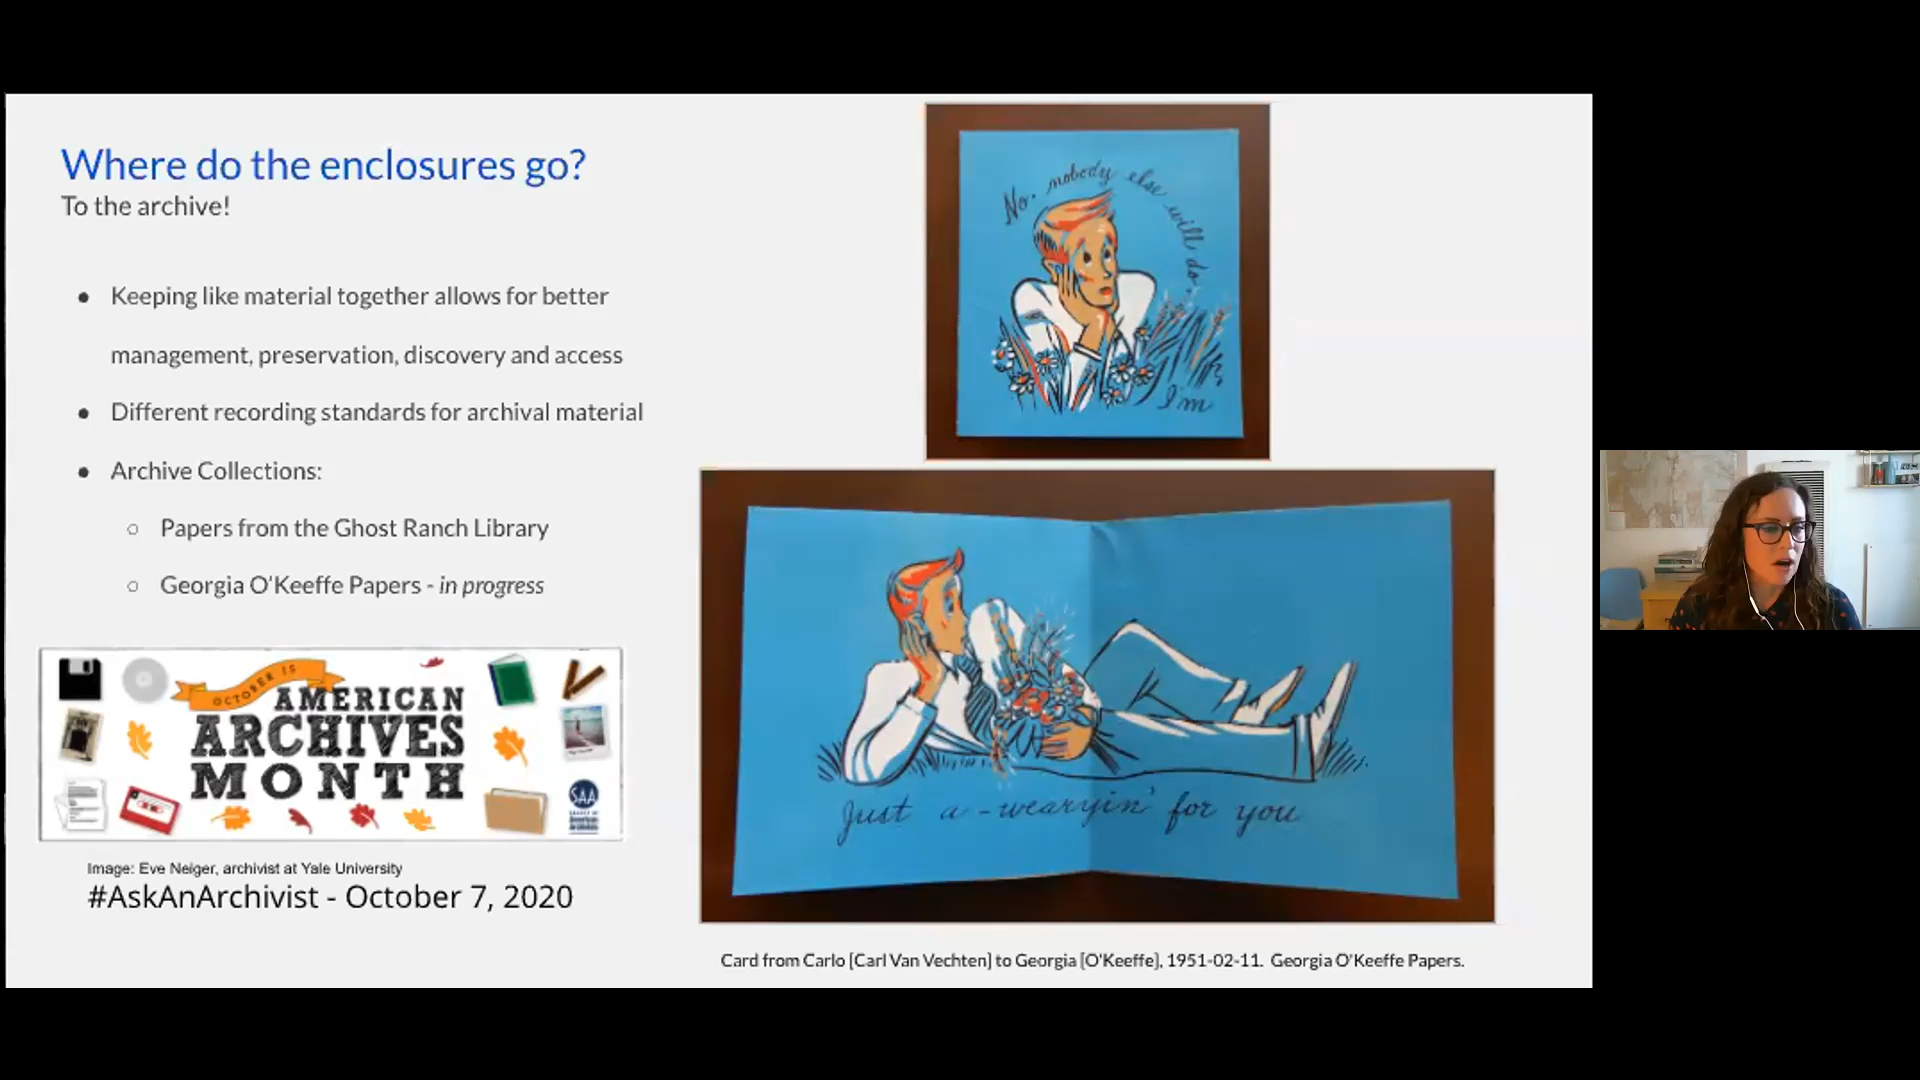 Where do the enclosures go?
To the archive!
● Keeping like material together allows for better
management, preservation, discovery and access
● Different recording standards for archival material
● Archive Collections:
○ Papers from the Ghost Ranch Library
○ Georgia O'Keeffe Papers - in progress
OCTOBER IS
AMERICAN
ARCHIVES
MONTH
SAA
Image: Eve Neiger, archivist at Yale University
#AskAnArchivist - October 7, 2020
No, nobody else will do,
I'm
Just a-wearyin' for you
Card from Carlo [Carl Van Vechten] to Georgia [O'Keeffe], 1951-02-11. Georgia O'Keeffe Papers.